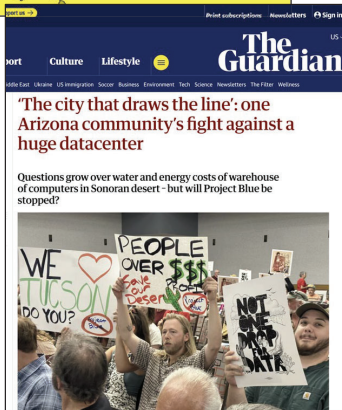 port us →
Print subscriptions Newsletters Sign in
US
The
Guardian
port Culture Lifestyle
iddle East Ukraine US immigration Soccer Business Environment Tech Science Newsletters The Filter Wellness
‘The city that draws the line’: one
Arizona community’s fight against a
huge datacenter
Questions grow over water and energy costs of warehouse
of computers in Sonoran desert – but will Project Blue be
stopped?
WE
TUCSON
DO YOU?
PEOPLE
OVER $$$
Save
our
Desert
NOT
ONE
DROP
FOR
DATA